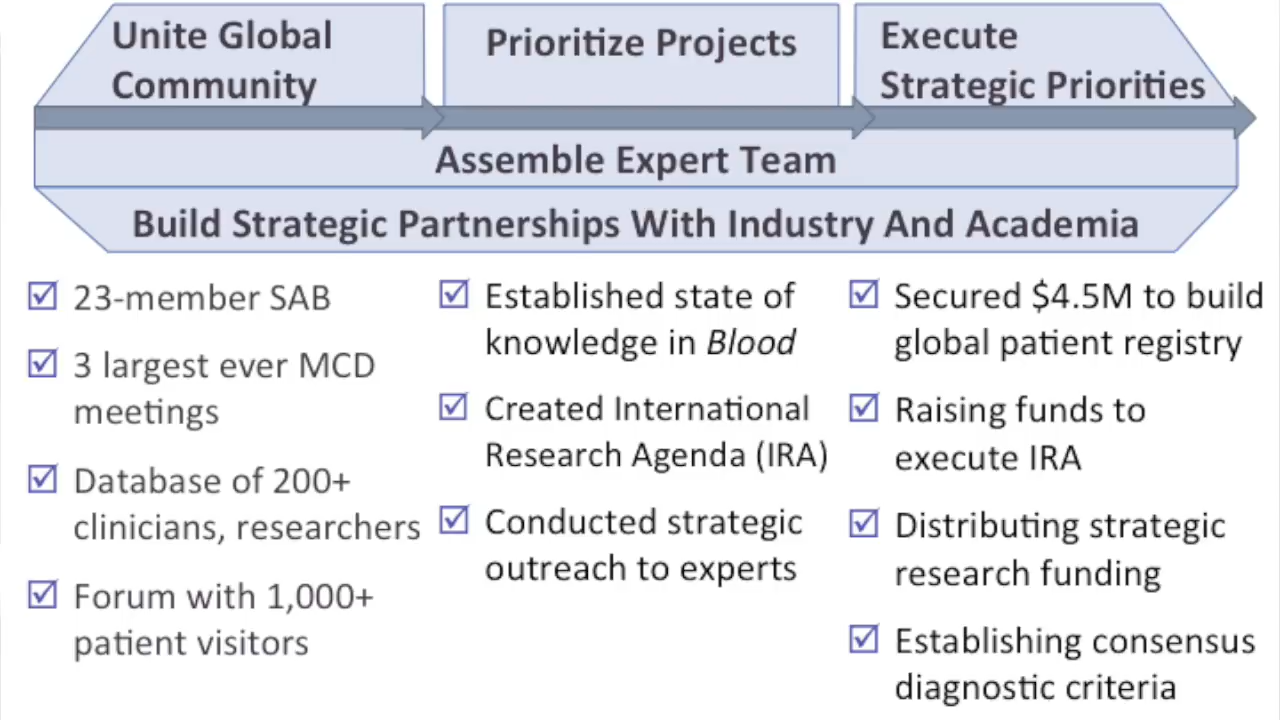 Unite Global
Community
Prioritize Projects
Execute
Strategic Priorities
Assemble Expert Team
Build Strategic Partnerships With Industry And Academia
23-member SAB
3 largest ever MCD
meetings
Database of 200+
clinicians, researchers
Forum with 1,000+
patient visitors
Established state of
knowledge in Blood
Created International
Research Agenda (IRA)
Conducted strategic
outreach to experts
Secured $4.5M to build
global patient registry
Raising funds to
execute IRA
Distributing strategic
research funding
Establishing consensus
diagnostic criteria